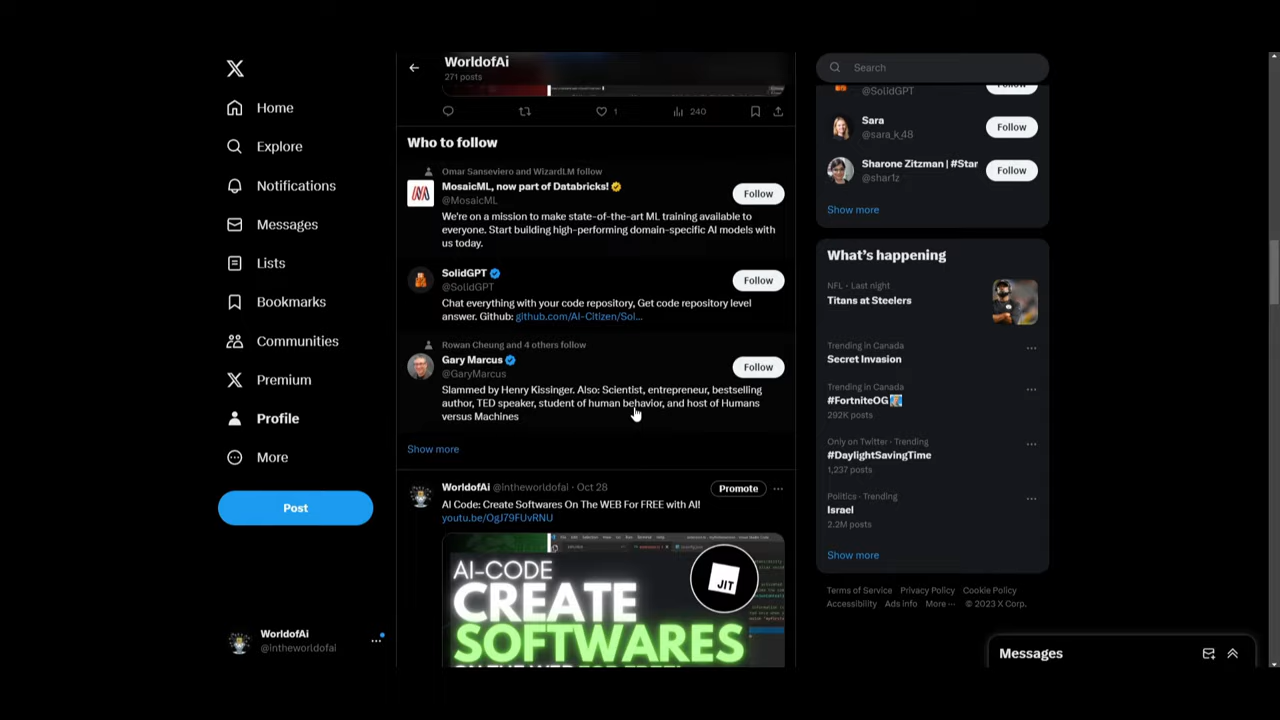 Home
Explore
Notifications
Messages
Lists
Bookmarks
Communities
Premium
Profile
More
Post
WorldofAi
@intheworldofai
WorldofAi
271 posts
1
240
Who to follow
Omar Sanseviero and WizardLM follow
MosaicML, now part of Databricks!
@MosaicML
Follow
We're on a mission to make state-of-the-art ML training available to
everyone. Start building high-performing domain-specific AI models with
us today.
SolidGPT
@SolidGPT
Follow
Chat everything with your code repository, Get code repository level
answer. Github: github.com/AI-Citizen/Sol...
Rowan Cheung and 4 others follow
Gary Marcus
@GaryMarcus
Follow
Slammed by Henry Kissinger. Also: Scientist, entrepreneur, bestselling
author, TED speaker, student of human behavior, and host of Humans
versus Machines
Show more
WorldofAi @intheworldofai · Oct 28
Promote
AI Code: Create Softwares On The WEB For FREE with AI!
youtu.be/OgJ79FUvRNU
AI-CODE
CREATE
SOFTWARES
ON THE WEB FOR FREE!
JIT
Search
@SolidGPT
Follow
Sara
@sara_k_48
Follow
Sharone Zitzman | #Star
@shar1z
Follow
Show more
What's happening
NFL · Last night
Titans at Steelers
Trending in Canada
Secret Invasion
Trending in Canada
#FortniteOG
292K posts
Only on Twitter · Trending
#DaylightSavingTime
1,237 posts
Politics · Trending
Israel
2.2M posts
Show more
Terms of Service Privacy Policy Cookie Policy
Accessibility Ads info More ··· © 2023 X Corp.
Messages